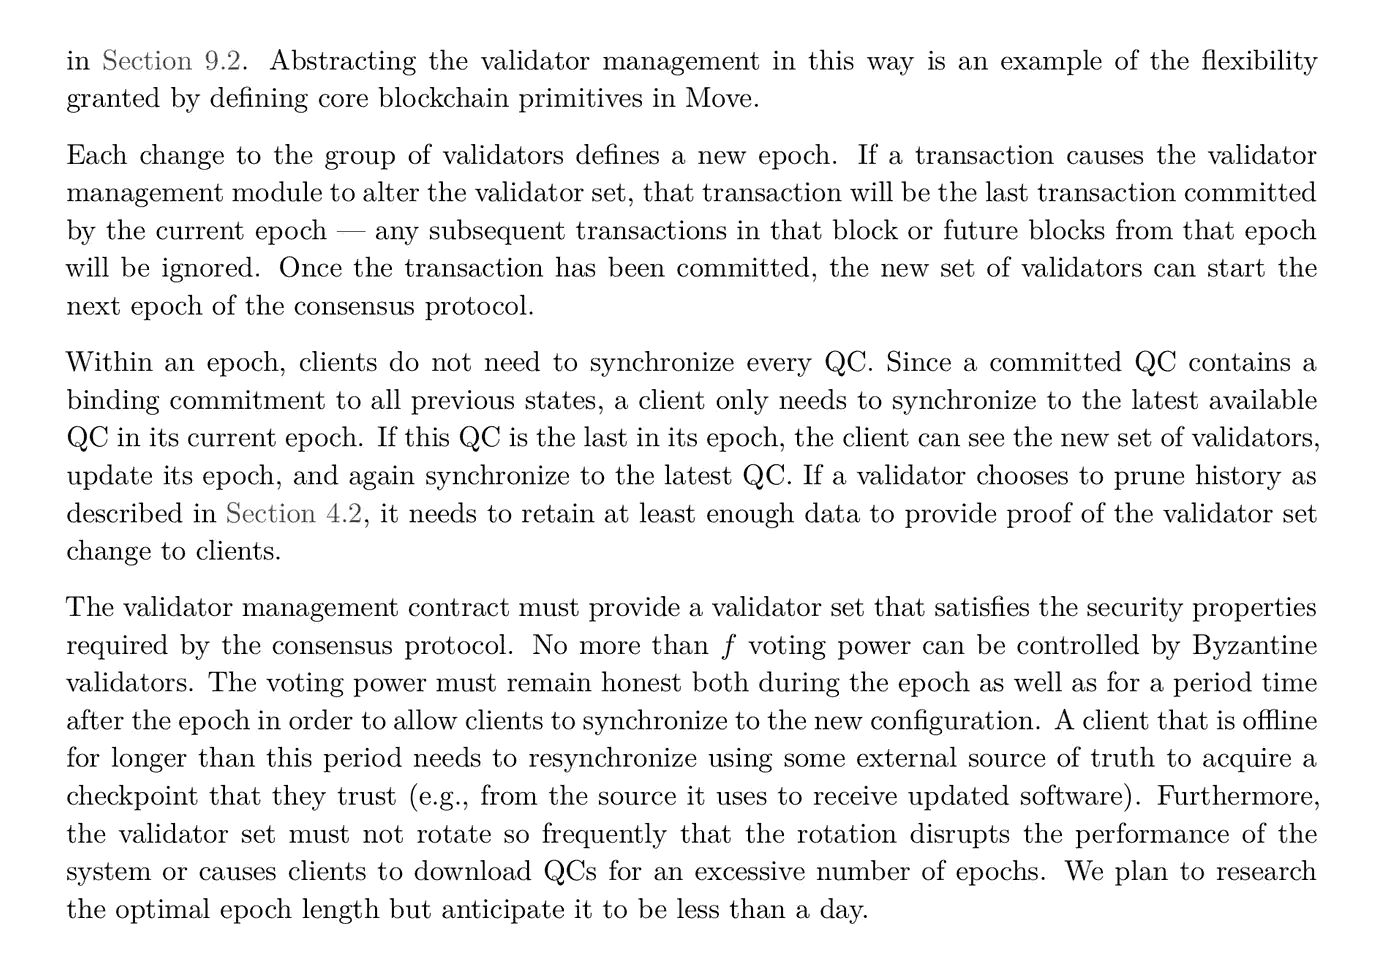 in Section 9.2. Abstracting the validator management in this way is an example of the flexibility
granted by defining core blockchain primitives in Move.
Each change to the group of validators defines a new epoch. If a transaction causes the validator
management module to alter the validator set, that transaction will be the last transaction committed
by the current epoch — any subsequent transactions in that block or future blocks from that epoch
will be ignored. Once the transaction has been committed, the new set of validators can start the
next epoch of the consensus protocol.
Within an epoch, clients do not need to synchronize every QC. Since a committed QC contains a
binding commitment to all previous states, a client only needs to synchronize to the latest available
QC in its current epoch. If this QC is the last in its epoch, the client can see the new set of validators,
update its epoch, and again synchronize to the latest QC. If a validator chooses to prune history as
described in Section 4.2, it needs to retain at least enough data to provide proof of the validator set
change to clients.
The validator management contract must provide a validator set that satisfies the security properties
required by the consensus protocol. No more than f voting power can be controlled by Byzantine
validators. The voting power must remain honest both during the epoch as well as for a period time
after the epoch in order to allow clients to synchronize to the new configuration. A client that is offline
for longer than this period needs to resynchronize using some external source of truth to acquire a
checkpoint that they trust (e.g., from the source it uses to receive updated software). Furthermore,
the validator set must not rotate so frequently that the rotation disrupts the performance of the
system or causes clients to download QCs for an excessive number of epochs. We plan to research
the optimal epoch length but anticipate it to be less than a day.